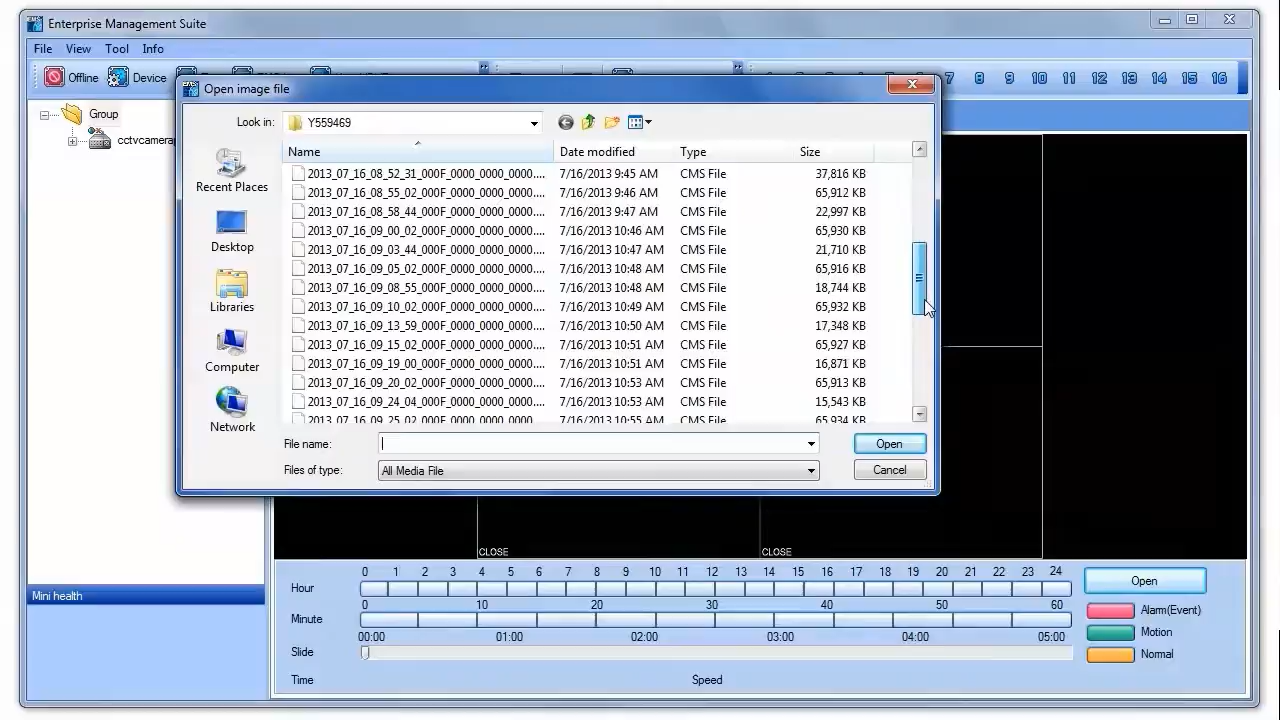 Enterprise Management Suite
File View Tool Info
Offline Device 7 8 9 10 11 12 13 14 15 16
Open image file
Group
Look in: Y559469
cctvcamerap
Name Date modified Type Size
2013_07_16_08_52_31_000F_0000_0000_0000.... 7/16/2013 9:45 AM CMS File 37,816 KB
2013_07_16_08_55_02_000F_0000_0000_0000.... 7/16/2013 9:46 AM CMS File 65,912 KB
2013_07_16_08_58_44_000F_0000_0000_0000.... 7/16/2013 9:47 AM CMS File 22,997 KB
2013_07_16_09_00_02_000F_0000_0000_0000.... 7/16/2013 10:46 AM CMS File 65,930 KB
2013_07_16_09_03_44_000F_0000_0000_0000.... 7/16/2013 10:47 AM CMS File 21,710 KB
2013_07_16_09_05_02_000F_0000_0000_0000.... 7/16/2013 10:48 AM CMS File 65,916 KB
2013_07_16_09_08_55_000F_0000_0000_0000.... 7/16/2013 10:48 AM CMS File 18,744 KB
2013_07_16_09_10_02_000F_0000_0000_0000.... 7/16/2013 10:49 AM CMS File 65,932 KB
2013_07_16_09_13_59_000F_0000_0000_0000.... 7/16/2013 10:50 AM CMS File 17,348 KB
2013_07_16_09_15_02_000F_0000_0000_0000.... 7/16/2013 10:51 AM CMS File 65,927 KB
2013_07_16_09_19_00_000F_0000_0000_0000.... 7/16/2013 10:51 AM CMS File 16,871 KB
2013_07_16_09_20_02_000F_0000_0000_0000.... 7/16/2013 10:53 AM CMS File 65,913 KB
2013_07_16_09_24_04_000F_0000_0000_0000.... 7/16/2013 10:53 AM CMS File 15,543 KB
2013_07_16_09_25_02_000F_0000_0000_0000.... 7/16/2013 10:55 AM CMS File 65,934 KB
Recent Places
Desktop
Libraries
Computer
Network
File name: Open
Files of type: All Media File Cancel
CLOSE CLOSE
Mini health
0 1 2 3 4 5 6 7 8 9 10 11 12 13 14 15 16 17 18 19 20 21 22 23 24
Hour
0 10 20 30 40 50 60
Minute
00:00 01:00 02:00 03:00 04:00 05:00
Slide
Time Speed
Open
Alarm(Event)
Motion
Normal